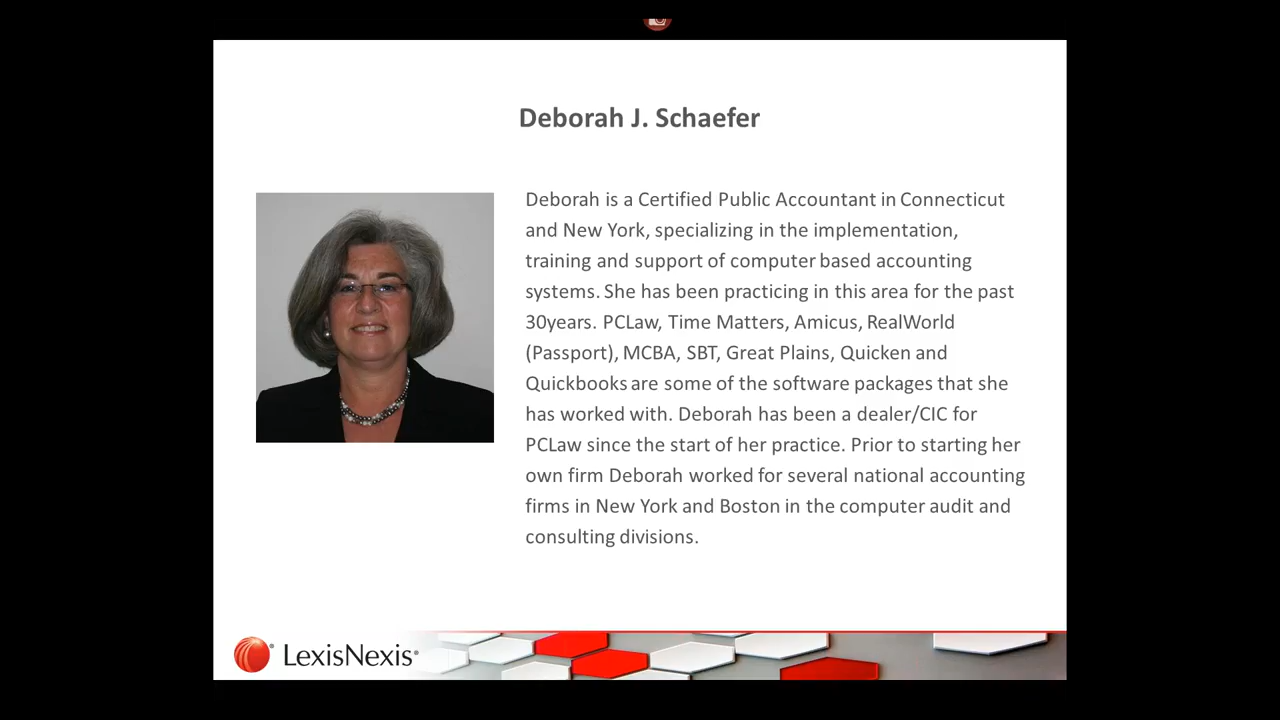 Deborah J. Schaefer
Deborah is a Certified Public Accountant in Connecticut
and New York, specializing in the implementation,
training and support of computer based accounting
systems. She has been practicing in this area for the past
30years. PCLaw, Time Matters, Amicus, RealWorld
(Passport), MCBA, SBT, Great Plains, Quicken and
Quickbooks are some of the software packages that she
has worked with. Deborah has been a dealer/CIC for
PCLaw since the start of her practice. Prior to starting her
own firm Deborah worked for several national accounting
firms in New York and Boston in the computer audit and
consulting divisions.
LexisNexis®